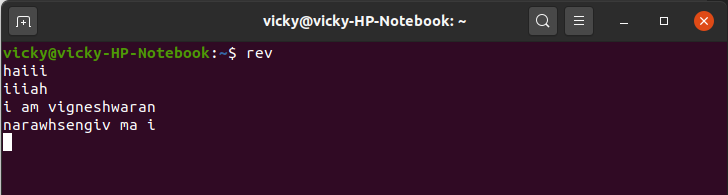 vicky@vicky-HP-Notebook: ~
vicky@vicky-HP-Notebook:~$ rev
haiii
iiiah
i am vigneshwaran
narawhsengiv ma i